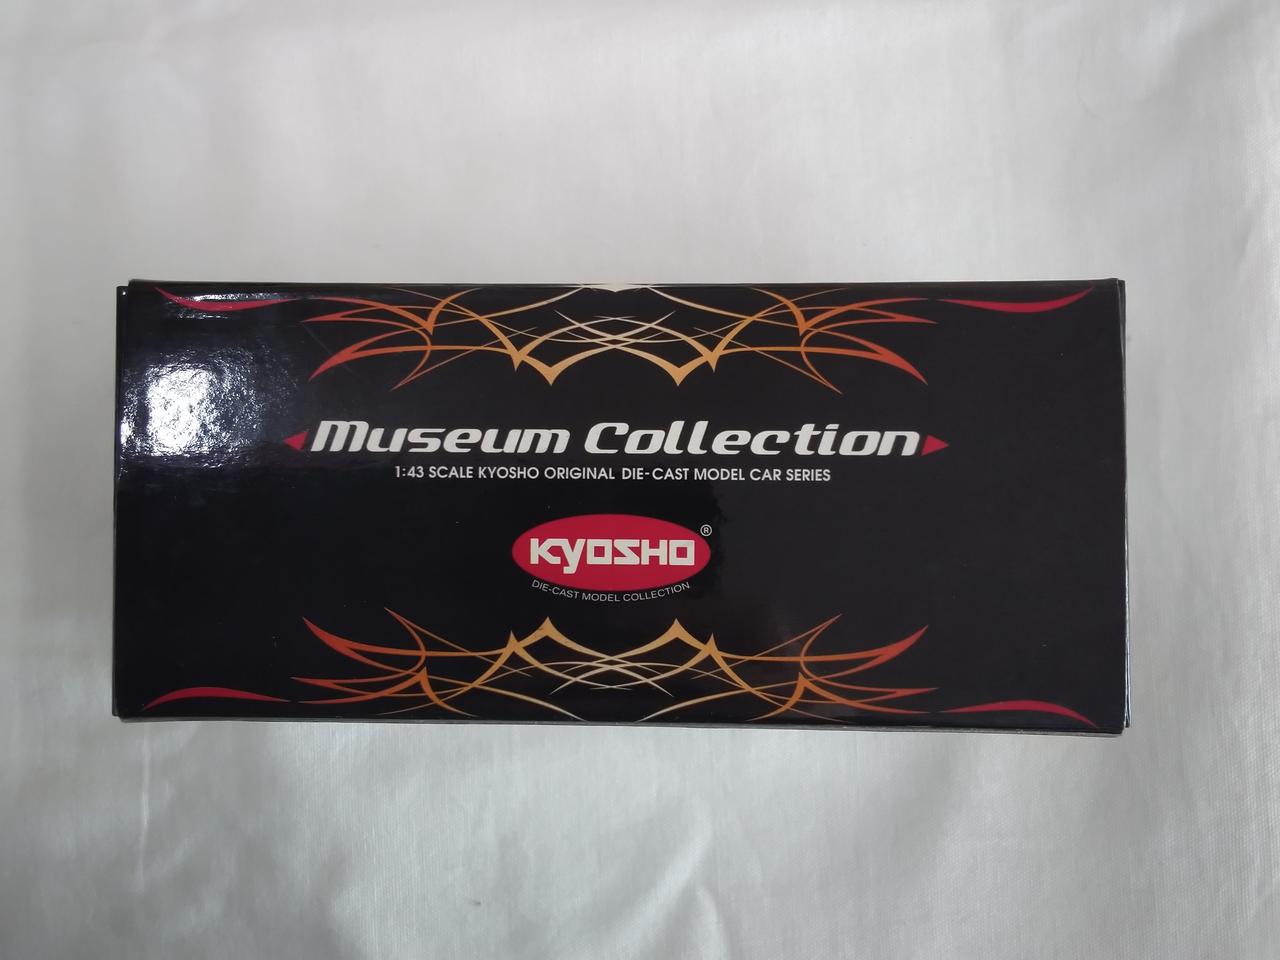 Museum Collection
1:43 SCALE KYOSHO ORIGINAL DIE-CAST MODEL CAR SERIES
KYOSHO ®
DIE-CAST MODEL COLLECTION